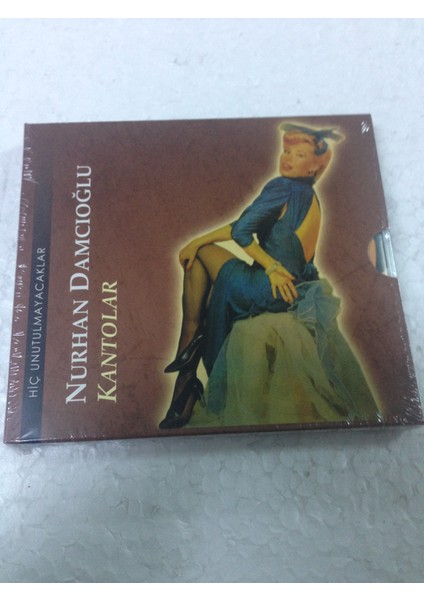 HİÇ UNUTULMAYACAKLAR
NURHAN DAMCIOĞLU
KANTOLAR